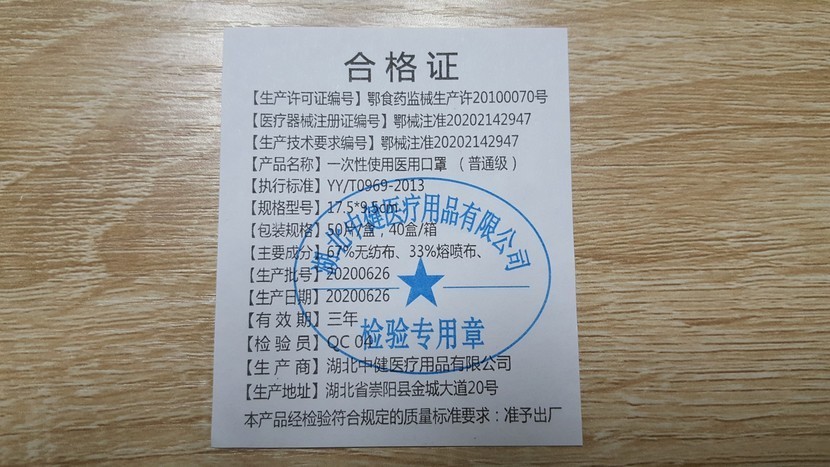 合格证
【生产许可证编号】鄂食药监械生产许20100070号
【医疗器械注册证编号】鄂械注准20202142947
【生产技术要求编号】鄂械注准20202142947
【产品名称】一次性使用医用口罩 （普通级）
【执行标准】YY/T0969-2013
【规格型号】17.5*9.5cm
【包装规格】50片/盒，40盒/箱
【主要成分】67%无纺布、33%熔喷布、
【生产批号】20200626
【生产日期】20200626
【有 效 期】三年
【检 验 员】QC 04
【生 产 商】湖北中健医疗用品有限公司
【生产地址】湖北省崇阳县金城大道20号
本产品经检验符合规定的质量标准要求：准予出厂
湖北中健医疗用品有限公司
检验专用章